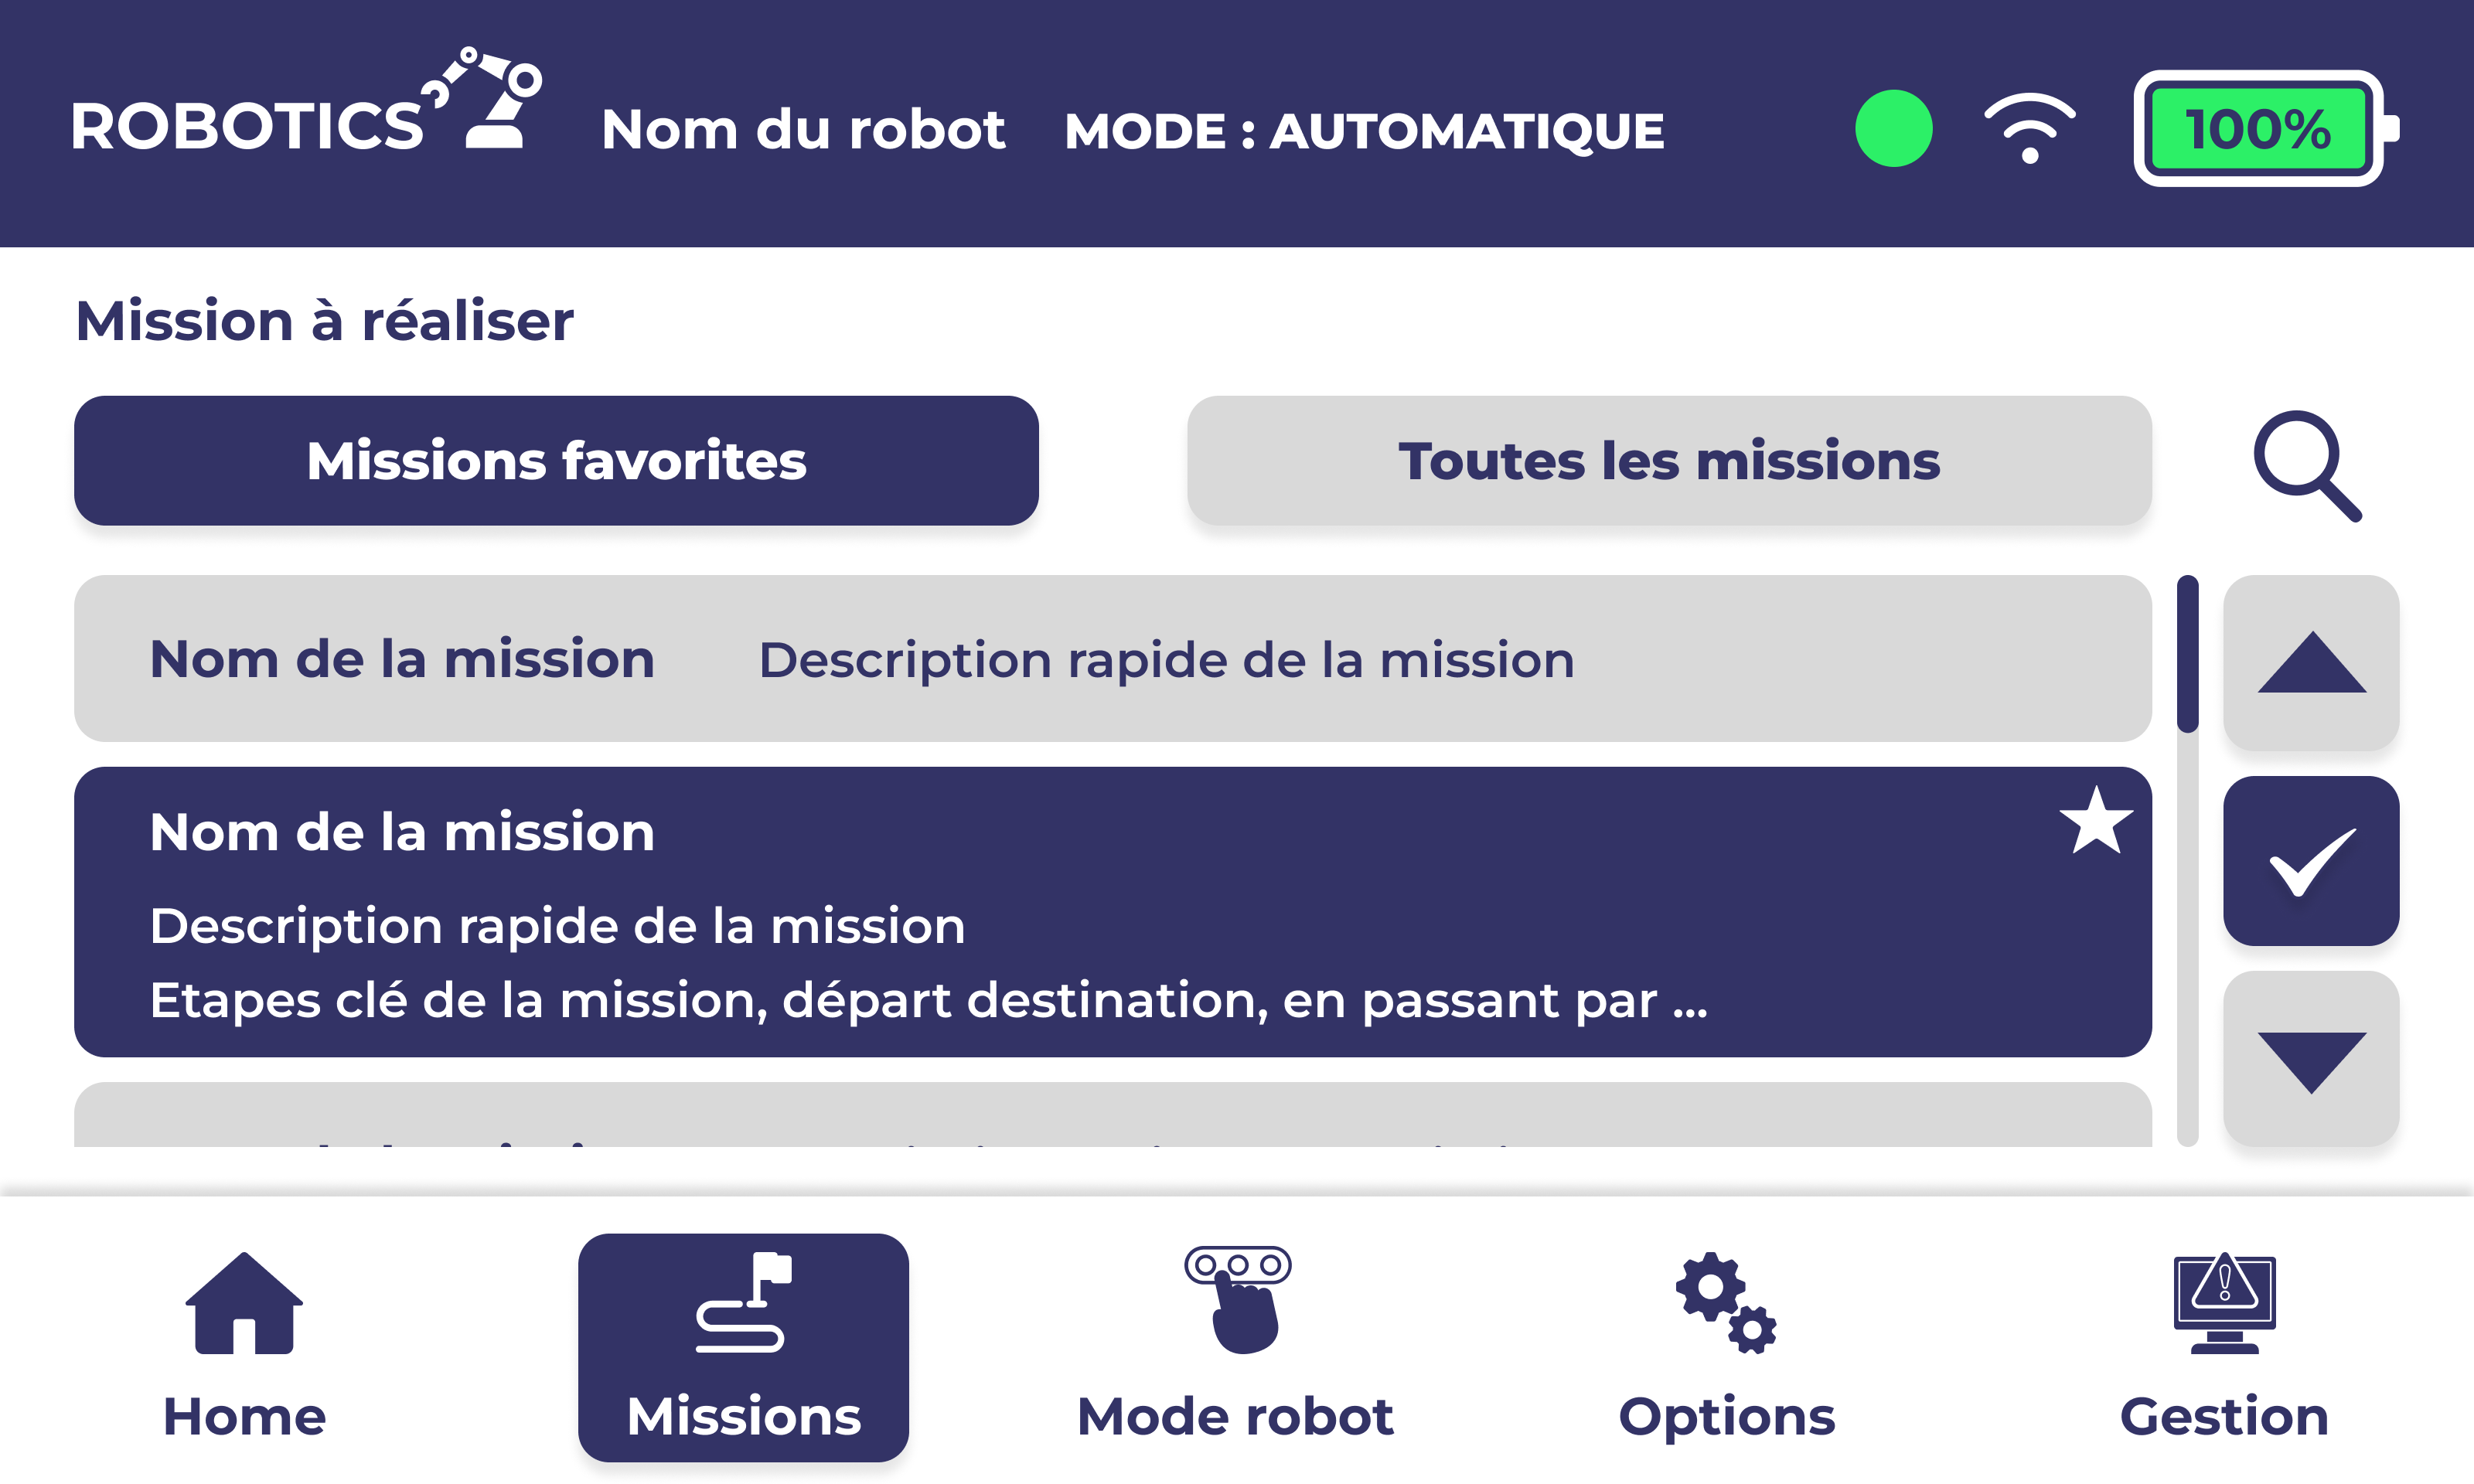 ROBOTICS
Nom du robot
MODE : AUTOMATIQUE
100%
Mission à réaliser
Missions favorites
Toutes les missions
Nom de la mission
Description rapide de la mission
Nom de la mission
Description rapide de la mission
Etapes clé de la mission, départ destination, en passant par ...
Home
Missions
Mode robot
Options
Gestion